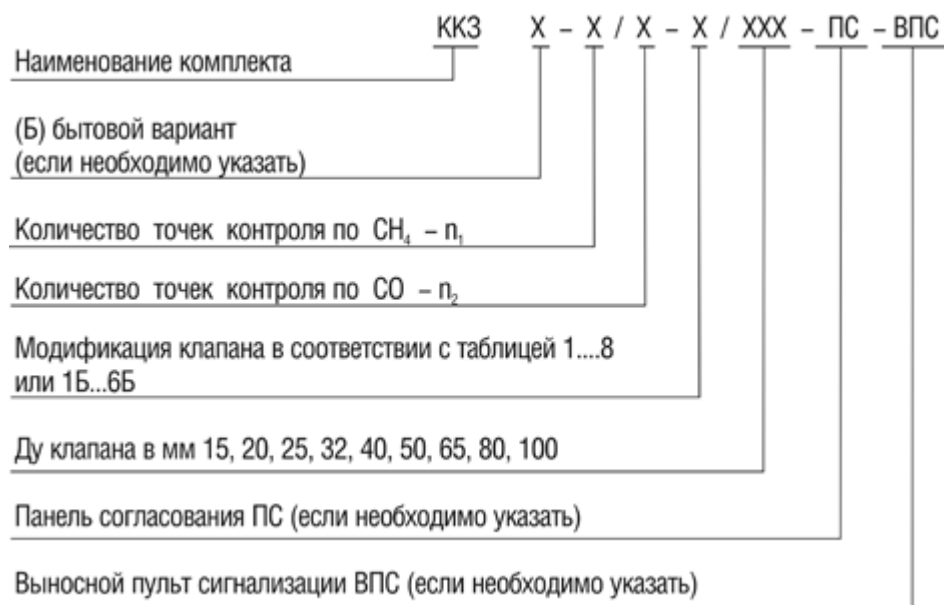 ККЗ Х – Х / Х – Х / ХХХ – ПС – ВПС
Наименование комплекта
(Б) бытовой вариант
(если необходимо указать)
Количество точек контроля по CH₄ – n₁
Количество точек контроля по CO – n₂
Модификация клапана в соответствии с таблицей 1....8
или 1Б...6Б
Ду клапана в мм 15, 20, 25, 32, 40, 50, 65, 80, 100
Панель согласования ПС (если необходимо указать)
Выносной пульт сигнализации ВПС (если необходимо указать)